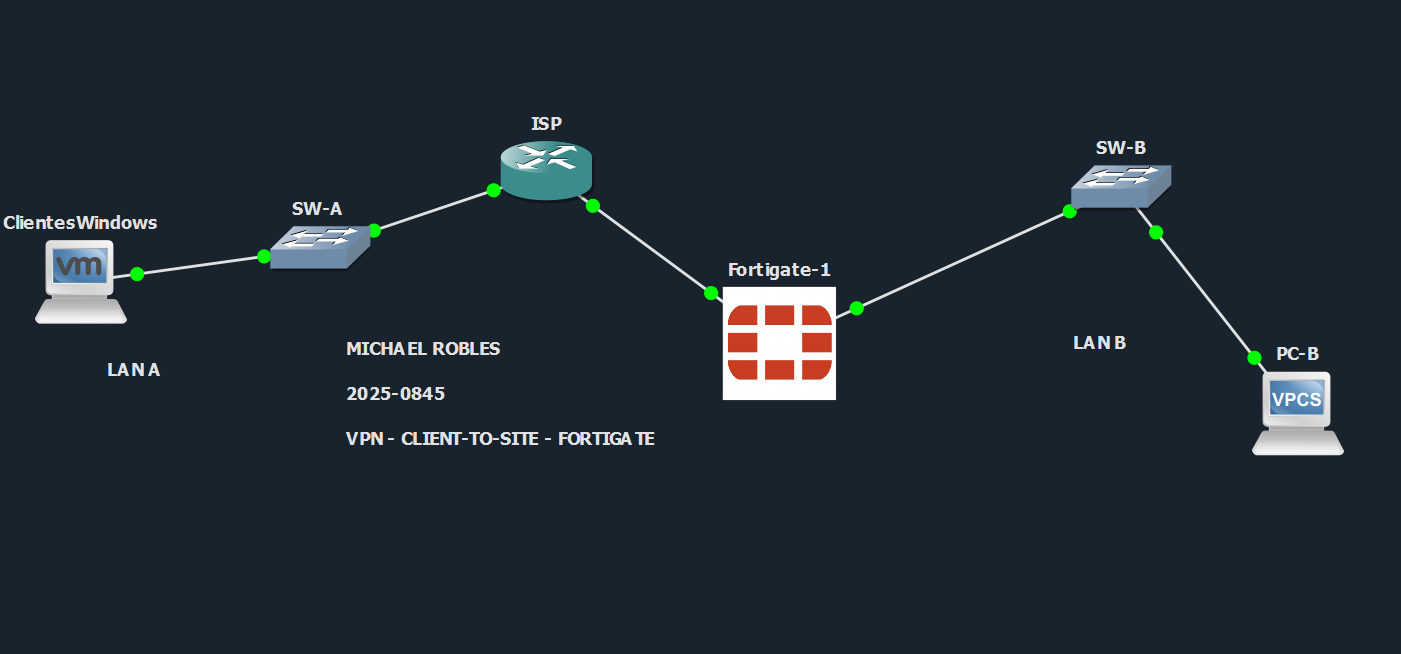 ISP
SW-B
SW-A
ClientesWindows
vm
Fortigate-1
MICHAEL ROBLES
LAN B
PC-B
LAN A
2025-0845
VPCS
VPN - CLIENT-TO-SITE - FORTIGATE